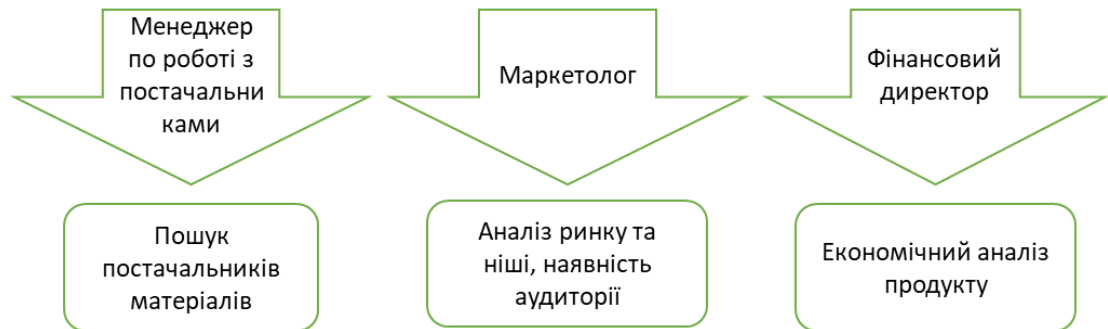 Менеджер
по роботі з
постачальни
ками
Маркетолог
Фінансовий
директор
Пошук
постачальників
матеріалів
Аналіз ринку та
ніші, наявність
аудиторії
Економічний аналіз
продукту